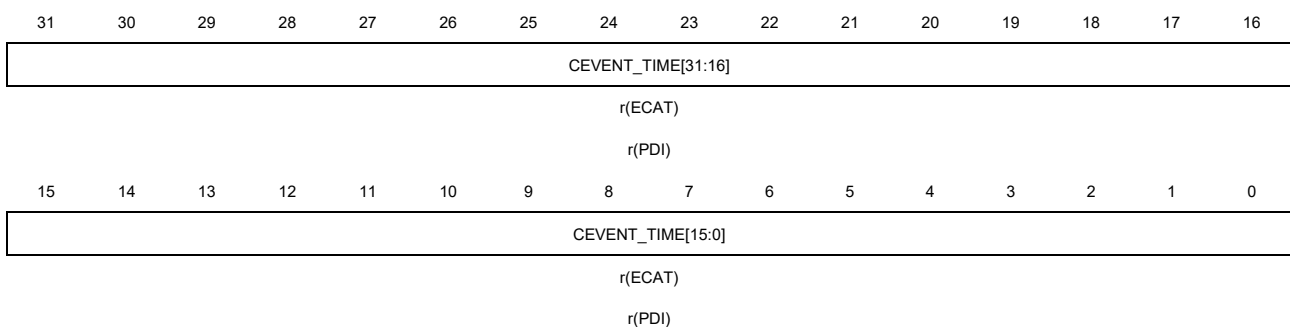 31 30 29 28 27 26 25 24 23 22 21 20 19 18 17 16
CEVENT_TIME[31:16]
r(ECAT)
r(PDI)
15 14 13 12 11 10 9 8 7 6 5 4 3 2 1 0
CEVENT_TIME[15:0]
r(ECAT)
r(PDI)